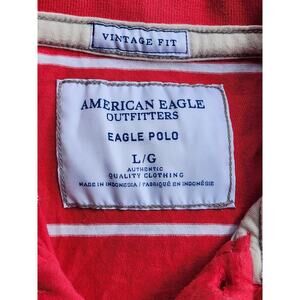 VINTAGE FIT
AMERICAN EAGLE
OUTFITTERS
EAGLE POLO
L/G
AUTHENTIC
QUALITY CLOTHING
MADE IN INDONESIA / FABRIQUÉ EN INDONÉSIE